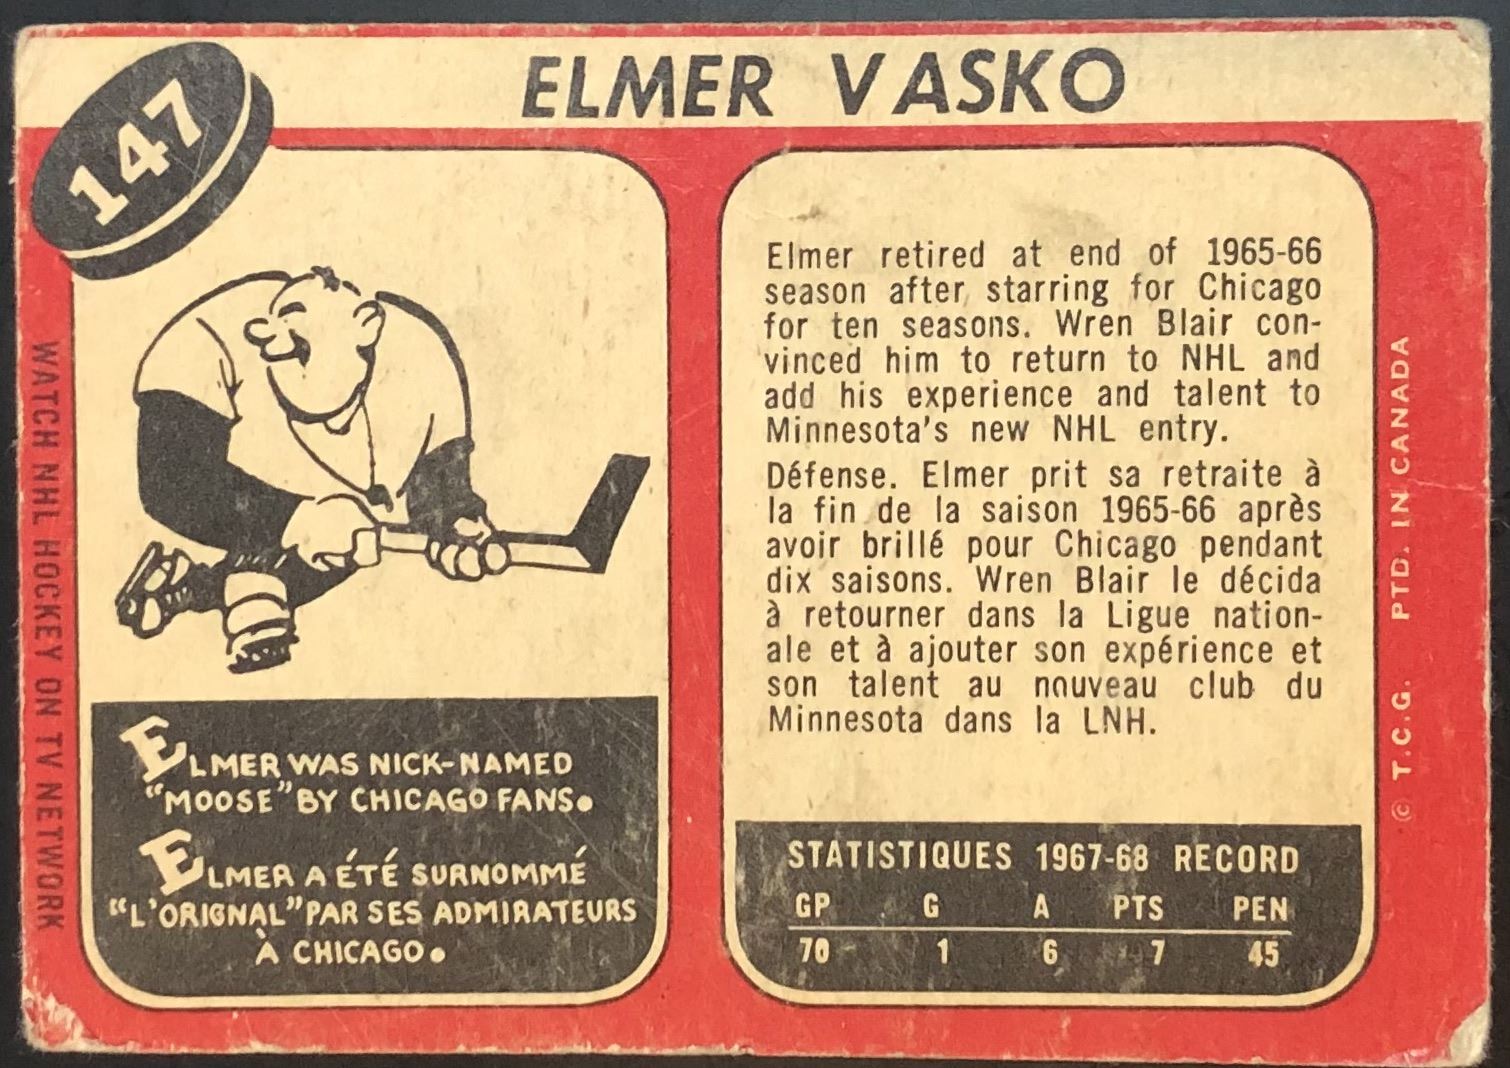 ELMER VASKO
147
WATCH NHL HOCKEY ON TV NETWORK
ELMER WAS NICK-NAMED
"MOOSE" BY CHICAGO FANS.
ELMER A ÉTÉ SURNOMMÉ
"L'ORIGNAL" PAR SES ADMIRATEURS
À CHICAGO.
Elmer retired at end of 1965-66
season after starring for Chicago
for ten seasons. Wren Blair con-
vinced him to return to NHL and
add his experience and talent to
Minnesota's new NHL entry.
Défense. Elmer prit sa retraite à
la fin de la saison 1965-66 après
avoir brillé pour Chicago pendant
dix saisons. Wren Blair le décida
à retourner dans la Ligue nation-
ale et à ajouter son expérience et
son talent au nouveau club du
Minnesota dans la LNH.
STATISTIQUES 1967-68 RECORD
GP G A PTS PEN
70 1 6 7 45
© T.C.G. PTD. IN CANADA